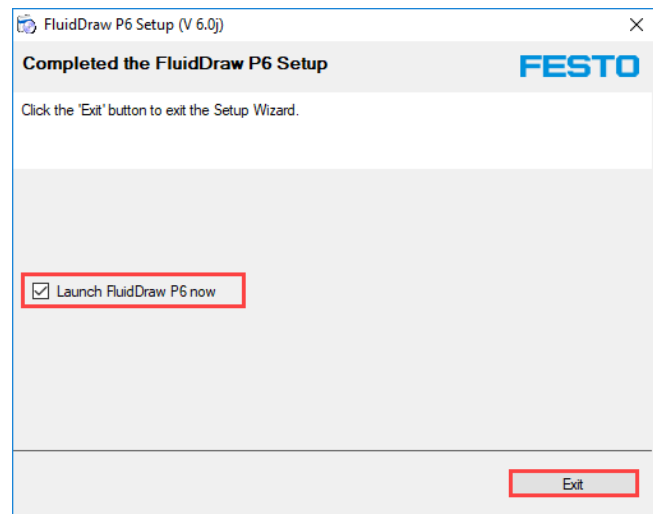 FluidDraw P6 Setup (V 6.0j)
Completed the FluidDraw P6 Setup
FESTO
Click the 'Exit' button to exit the Setup Wizard.
Launch FluidDraw P6 now
Exit